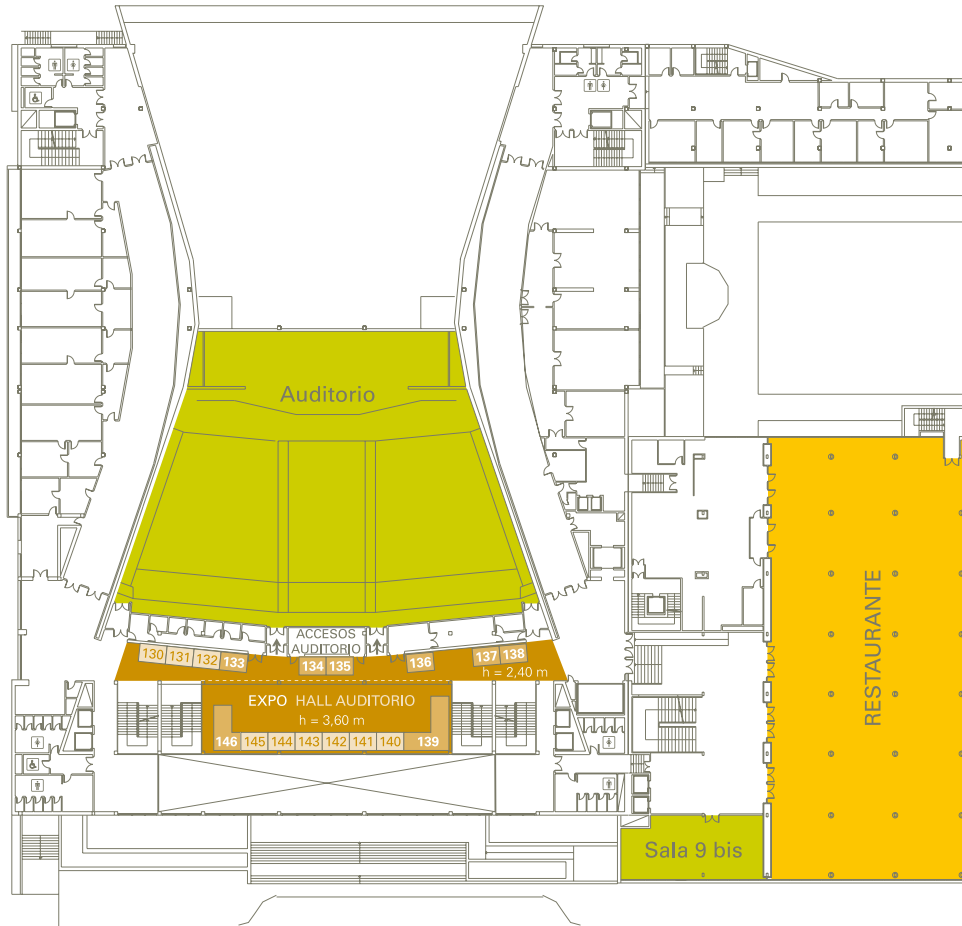 Auditorio
ACCESOS
AUDITORIO
130 131 132 133 134 135 136 137 138
h = 2,40 m
EXPO HALL AUDITORIO
h = 3,60 m
146 145 144 143 142 141 140 139
RESTAURANTE
Sala 9 bis